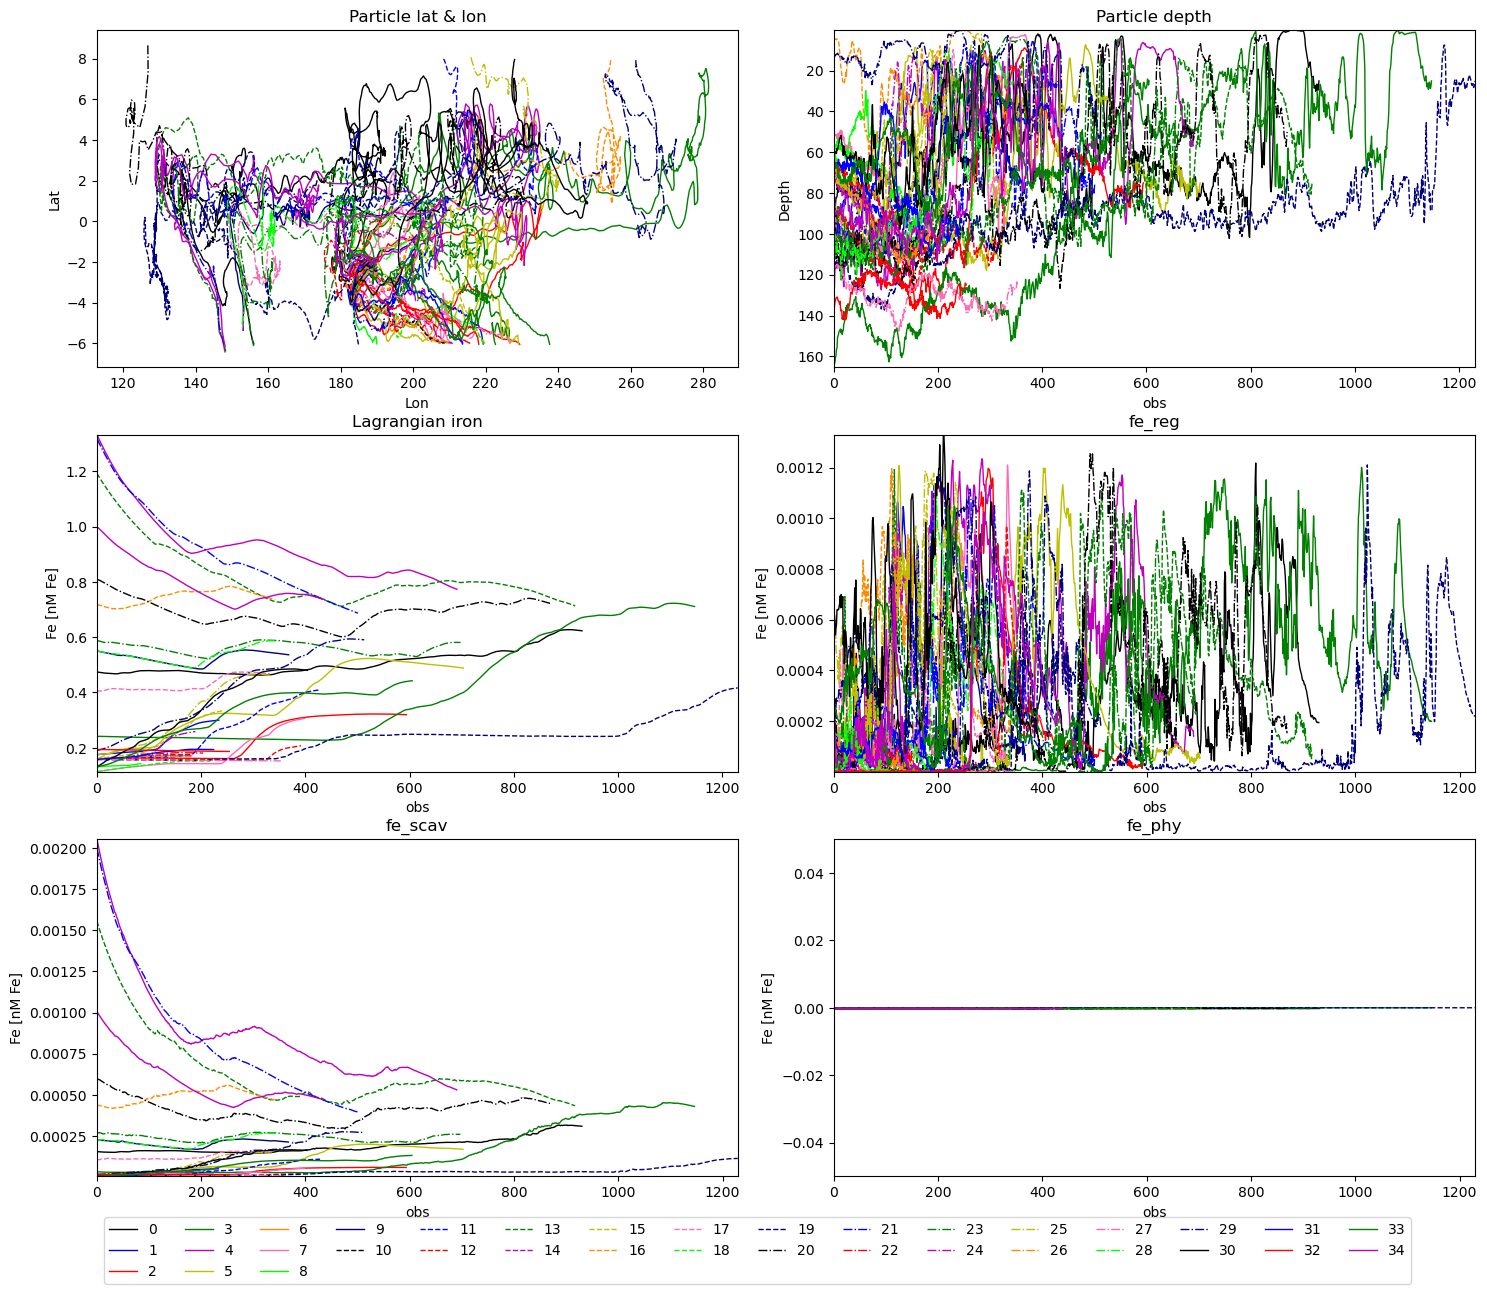 Particle lat & lon
8
6
4
2
0
−2
−4
−6
Lat
120 140 160 180 200 220 240 260 280
Lon
Particle depth
20
40
60
80
100
120
140
160
Depth
0 200 400 600 800 1000 1200
obs
Lagrangian iron
1.2
1.0
0.8
0.6
0.4
0.2
Fe [nM Fe]
0 200 400 600 800 1000 1200
obs
fe_reg
0.0012
0.0010
0.0008
0.0006
0.0004
0.0002
Fe [nM Fe]
0 200 400 600 800 1000 1200
obs
fe_scav
0.00200
0.00175
0.00150
0.00125
0.00100
0.00075
0.00050
0.00025
Fe [nM Fe]
0 200 400 600 800 1000 1200
obs
fe_phy
0.04
0.02
0.00
−0.02
−0.04
Fe [nM Fe]
0 200 400 600 800 1000 1200
obs
0 3 6 9 11 13 15 17 19 21 23 25 27 29 31 33
1 4 7 10 12 14 16 18 20 22 24 26 28 30 32 34
2 5 8